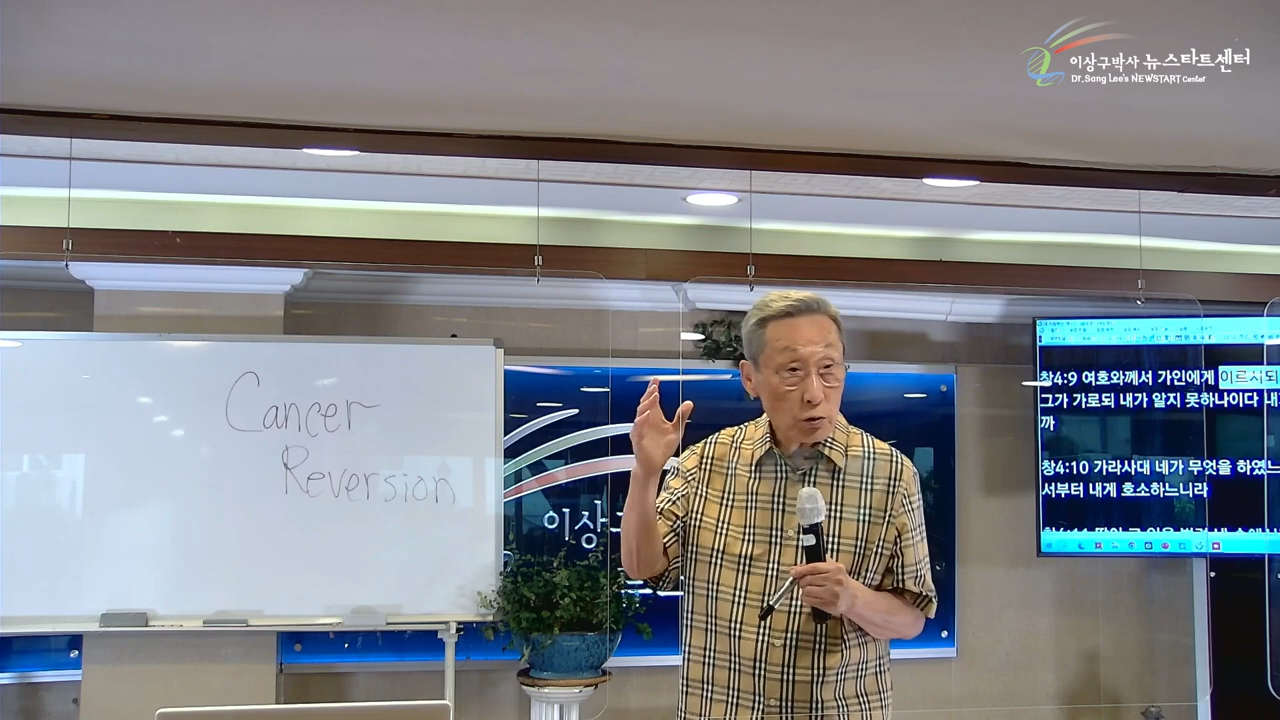 이상구박사 뉴스타트센터
Dr. Sang Lee's NEWSTART Center
Cancer
Reversion
이상
창4:9 여호와께서 가인에게 이르시되
그가 가로되 내가 알지 못하나이다 내
까
창4:10 가라사대 네가 무엇을 하였느
서부터 내게 호소하느니라